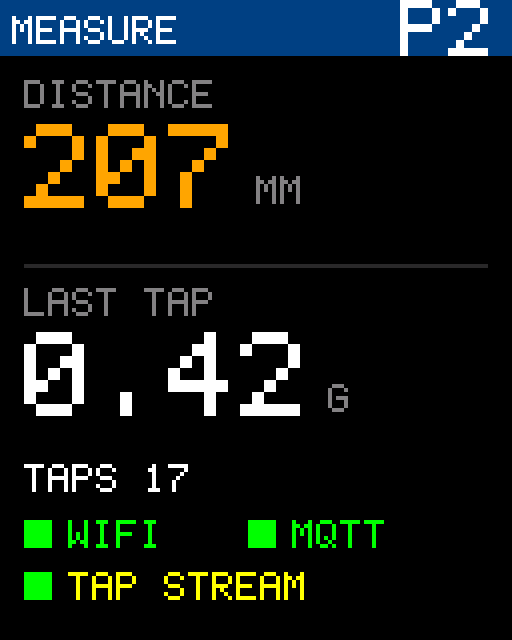 MEASURE P2
DISTANCE
207 MM
LAST TAP
0.42 G
TAPS 17
WIFI MQTT
TAP STREAM